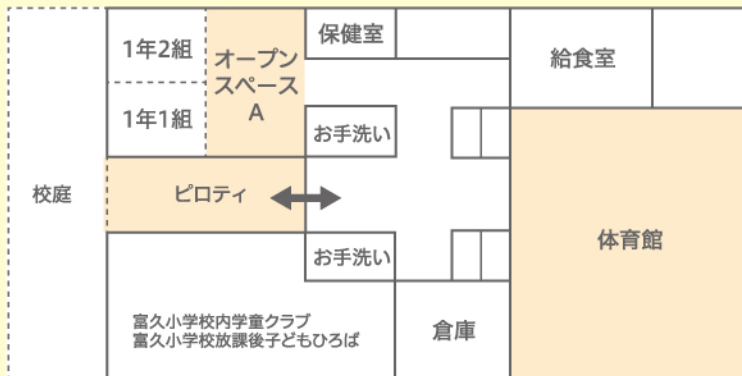 校庭
1年2組
1年1組
オープン
スペース
A
保健室
お手洗い
ピロティ
お手洗い
富久小学校内学童クラブ
富久小学校放課後子どもひろば
倉庫
給食室
体育館